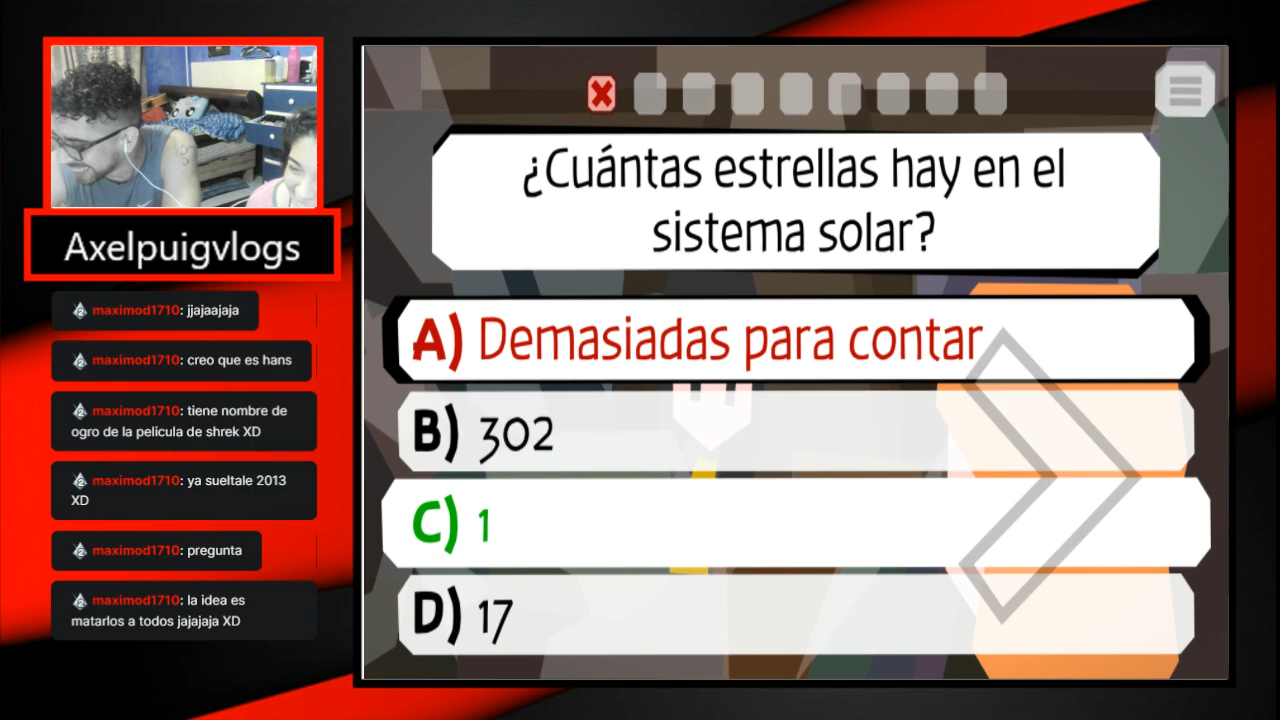 Axelpuigvlogs
maximod1710: jjajaajaja
maximod1710: creo que es hans
maximod1710: tiene nombre de
ogro de la pelicula de shrek XD
maximod1710: ya sueltale 2013
XD
maximod1710: pregunta
maximod1710: la idea es
matarlos a todos jajajaja XD
¿Cuántas estrellas hay en el
sistema solar?
A) Demasiadas para contar
B) 302
C) 1
D) 17